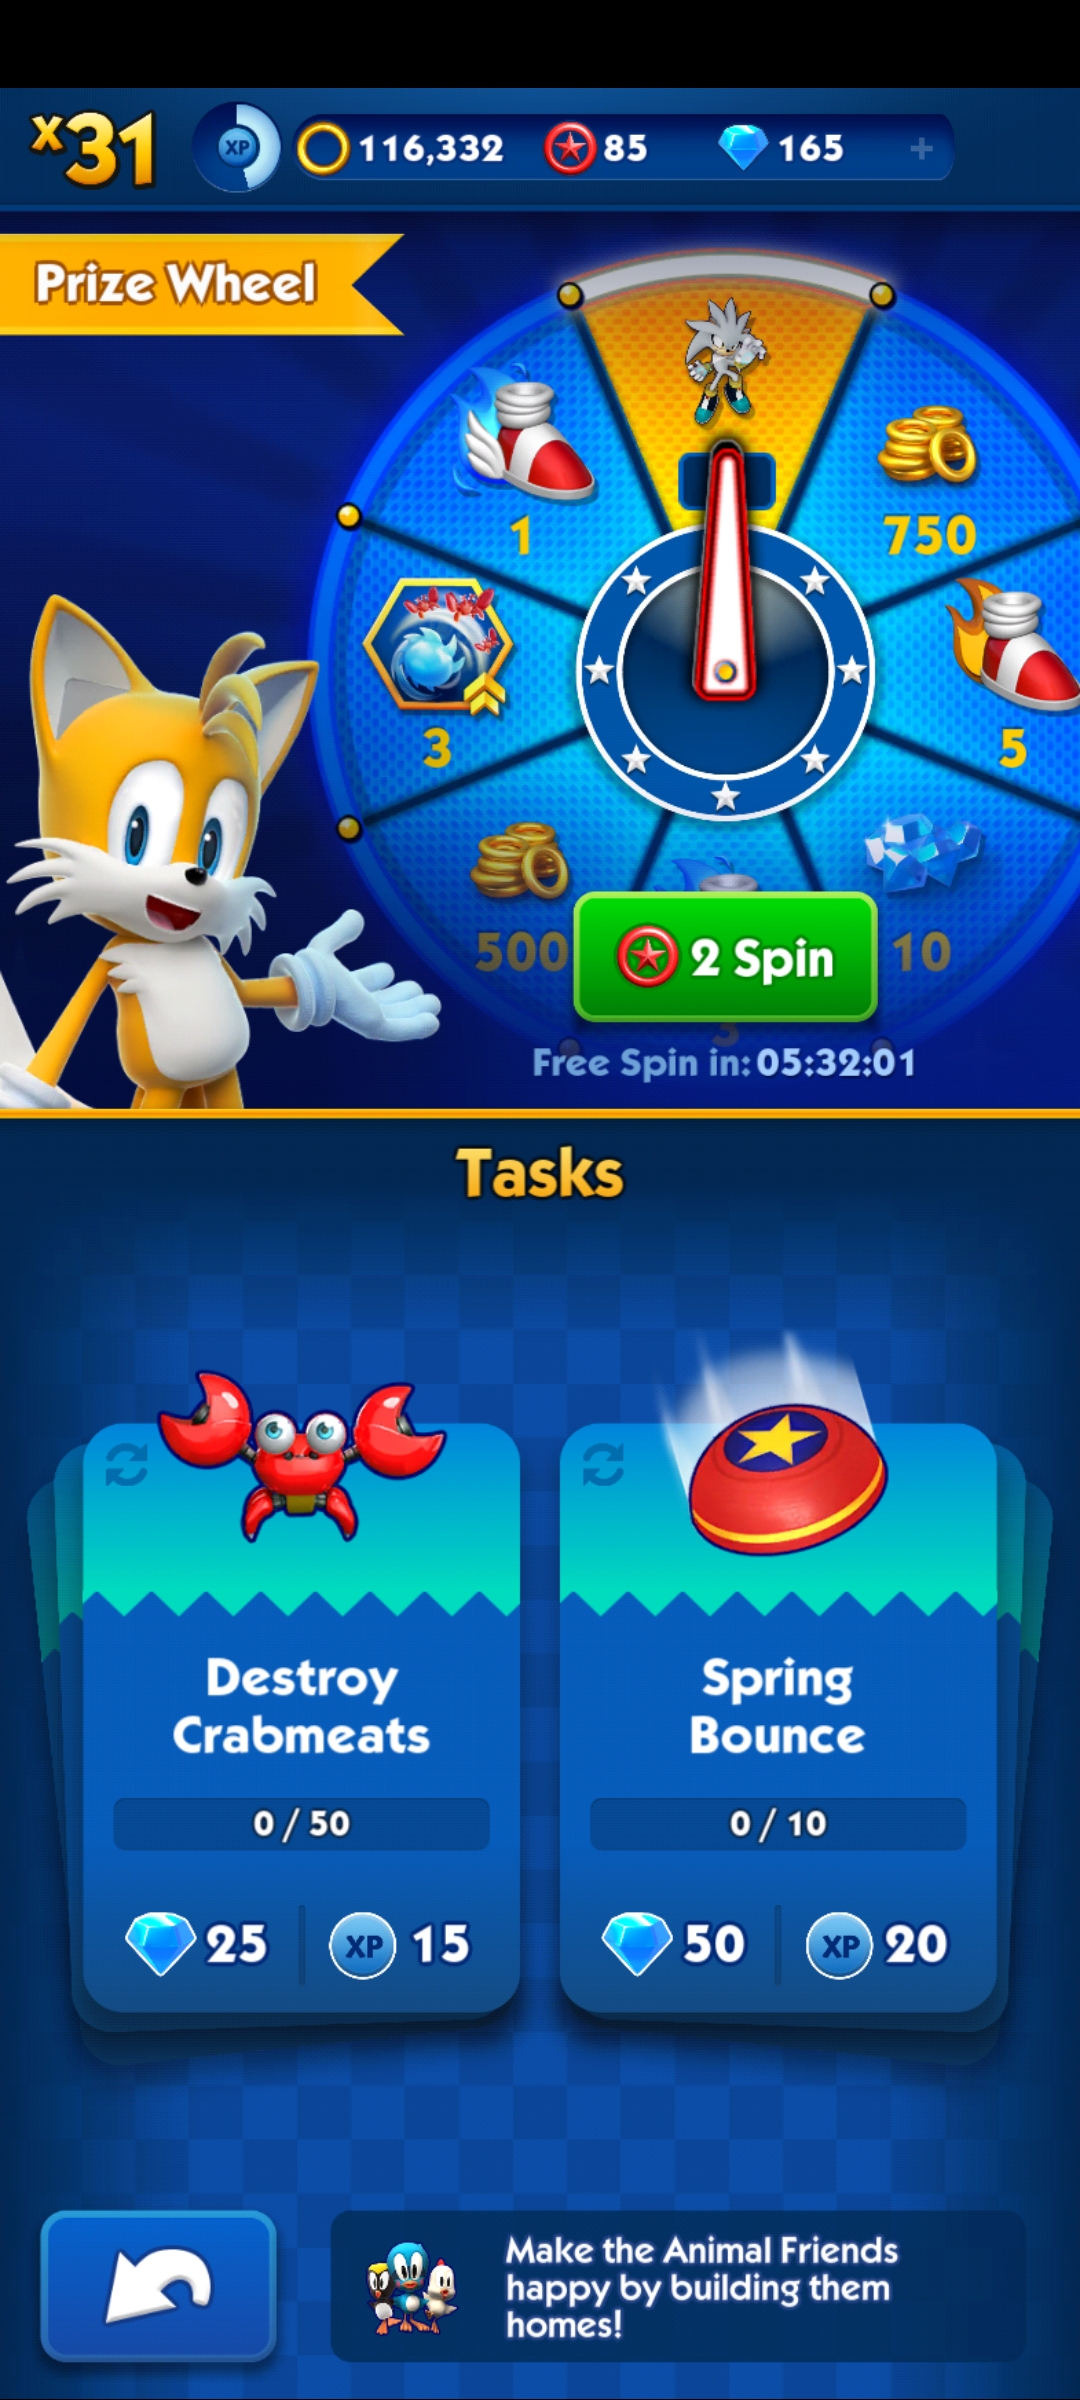 x31
XP
116,332
85
165
+
Prize Wheel
1
750
3
5
500
2 Spin
10
3
Free Spin in: 05:32:01
Tasks
Destroy
Crabmeats
0 / 50
25
XP
15
Spring
Bounce
0 / 10
50
XP
20
Make the Animal Friends
happy by building them
homes!